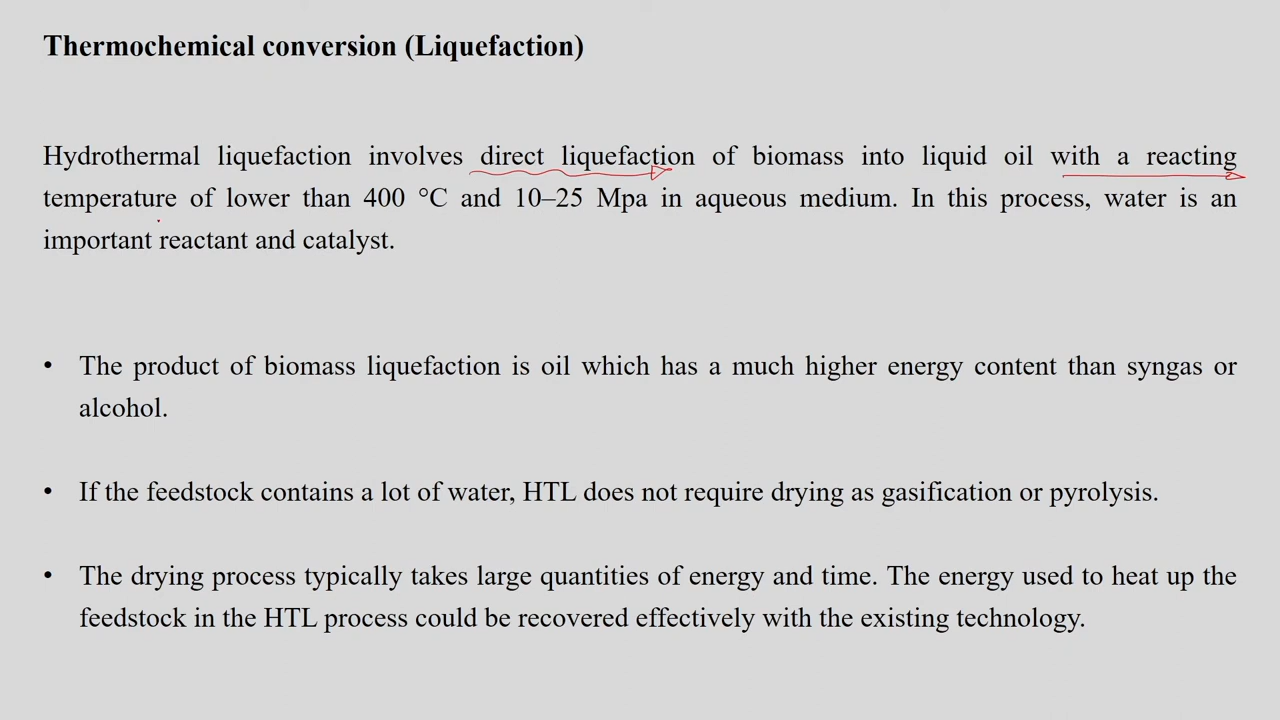 Thermochemical conversion (Liquefaction)
Hydrothermal liquefaction involves direct liquefaction of biomass into liquid oil with a reacting
temperature of lower than 400 °C and 10–25 Mpa in aqueous medium. In this process, water is an
important reactant and catalyst.
• The product of biomass liquefaction is oil which has a much higher energy content than syngas or
alcohol.
• If the feedstock contains a lot of water, HTL does not require drying as gasification or pyrolysis.
• The drying process typically takes large quantities of energy and time. The energy used to heat up the
feedstock in the HTL process could be recovered effectively with the existing technology.